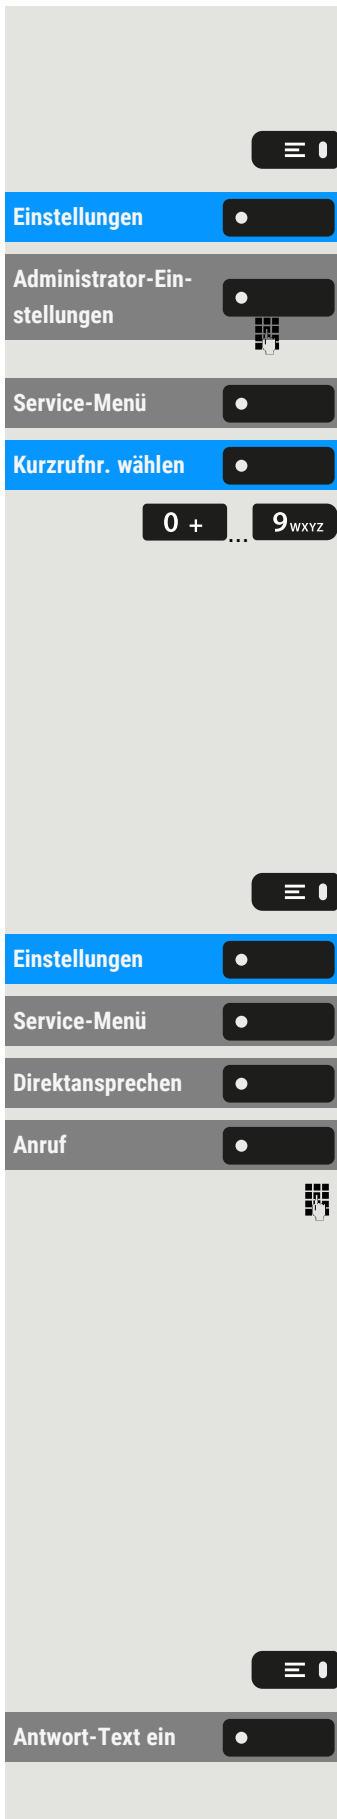 Einstellungen
Administrator-Ein-
stellungen
Service-Menü
Kurzrufnr. wählen
0 + ... 9 WXYZ
Einstellungen
Service-Menü
Direktansprechen
Anruf
Antwort-Text ein